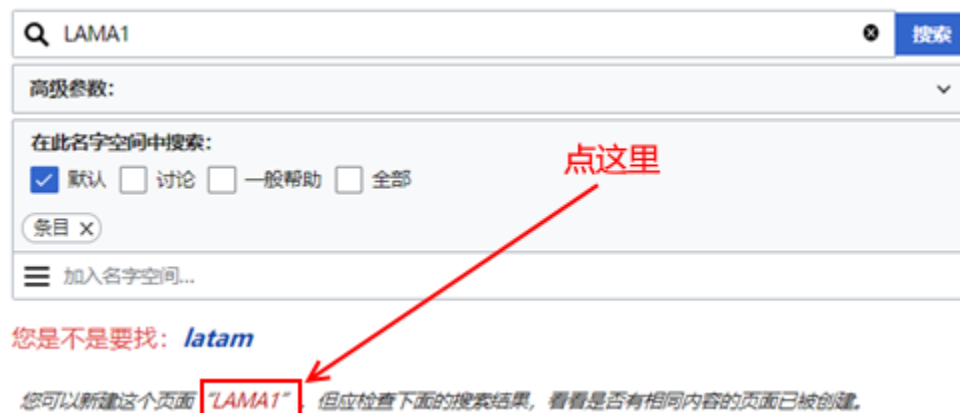 LAMA1 搜索
高级参数：
在此名字空间中搜索：
点这里
默认 讨论 一般帮助 全部
条目
加入名字空间...
您是不是要找：latam
您可以新建这个页面“LAMA1”，但应检查下面的搜索结果，看看是否有相同内容的页面已被创建。